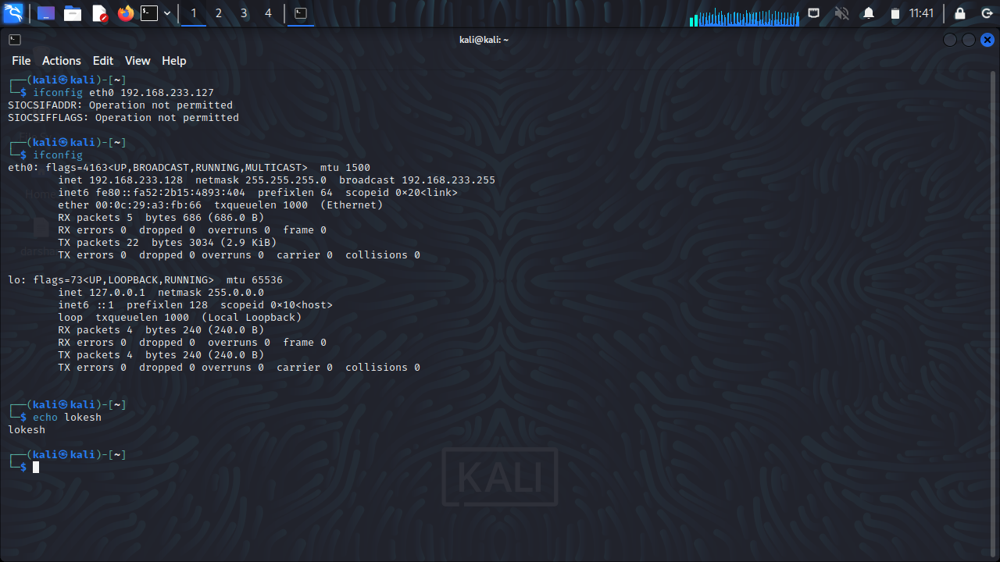 1 2 3 4 11:41
kali@kali: ~
File Actions Edit View Help
┌──(kali㉿kali)-[~]
└─$ ifconfig eth0 192.168.233.127
SIOCSIFADDR: Operation not permitted
SIOCSIFFLAGS: Operation not permitted
┌──(kali㉿kali)-[~]
└─$ ifconfig
eth0: flags=4163<UP,BROADCAST,RUNNING,MULTICAST>  mtu 1500
        inet 192.168.233.128  netmask 255.255.255.0  broadcast 192.168.233.255
        inet6 fe80::fa52:2b15:4893:404  prefixlen 64  scopeid 0×20<link>
        ether 00:0c:29:a3:fb:66  txqueuelen 1000  (Ethernet)
        RX packets 5  bytes 686 (686.0 B)
        RX errors 0  dropped 0  overruns 0  frame 0
        TX packets 22  bytes 3034 (2.9 KiB)
        TX errors 0  dropped 0 overruns 0  carrier 0  collisions 0
lo: flags=73<UP,LOOPBACK,RUNNING>  mtu 65536
        inet 127.0.0.1  netmask 255.0.0.0
        inet6 ::1  prefixlen 128  scopeid 0×10<host>
        loop  txqueuelen 1000  (Local Loopback)
        RX packets 4  bytes 240 (240.0 B)
        RX errors 0  dropped 0  overruns 0  frame 0
        TX packets 4  bytes 240 (240.0 B)
        TX errors 0  dropped 0 overruns 0  carrier 0  collisions 0
┌──(kali㉿kali)-[~]
└─$ echo lokesh
lokesh
┌──(kali㉿kali)-[~]
└─$
KALI